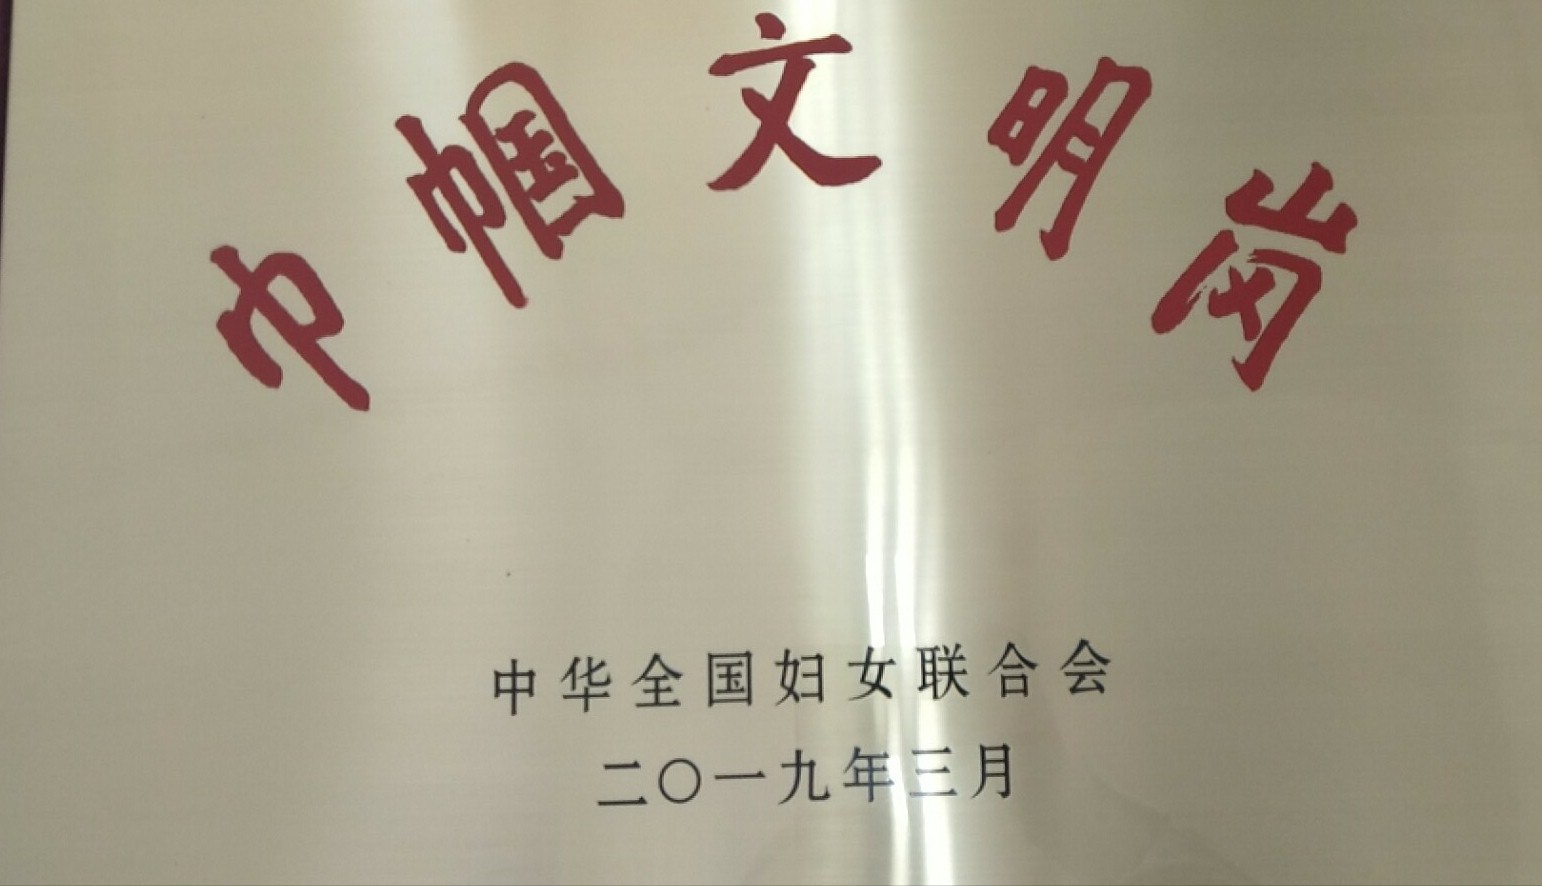 巾帼文明岗
中华全国妇女联合会
二〇一九年三月